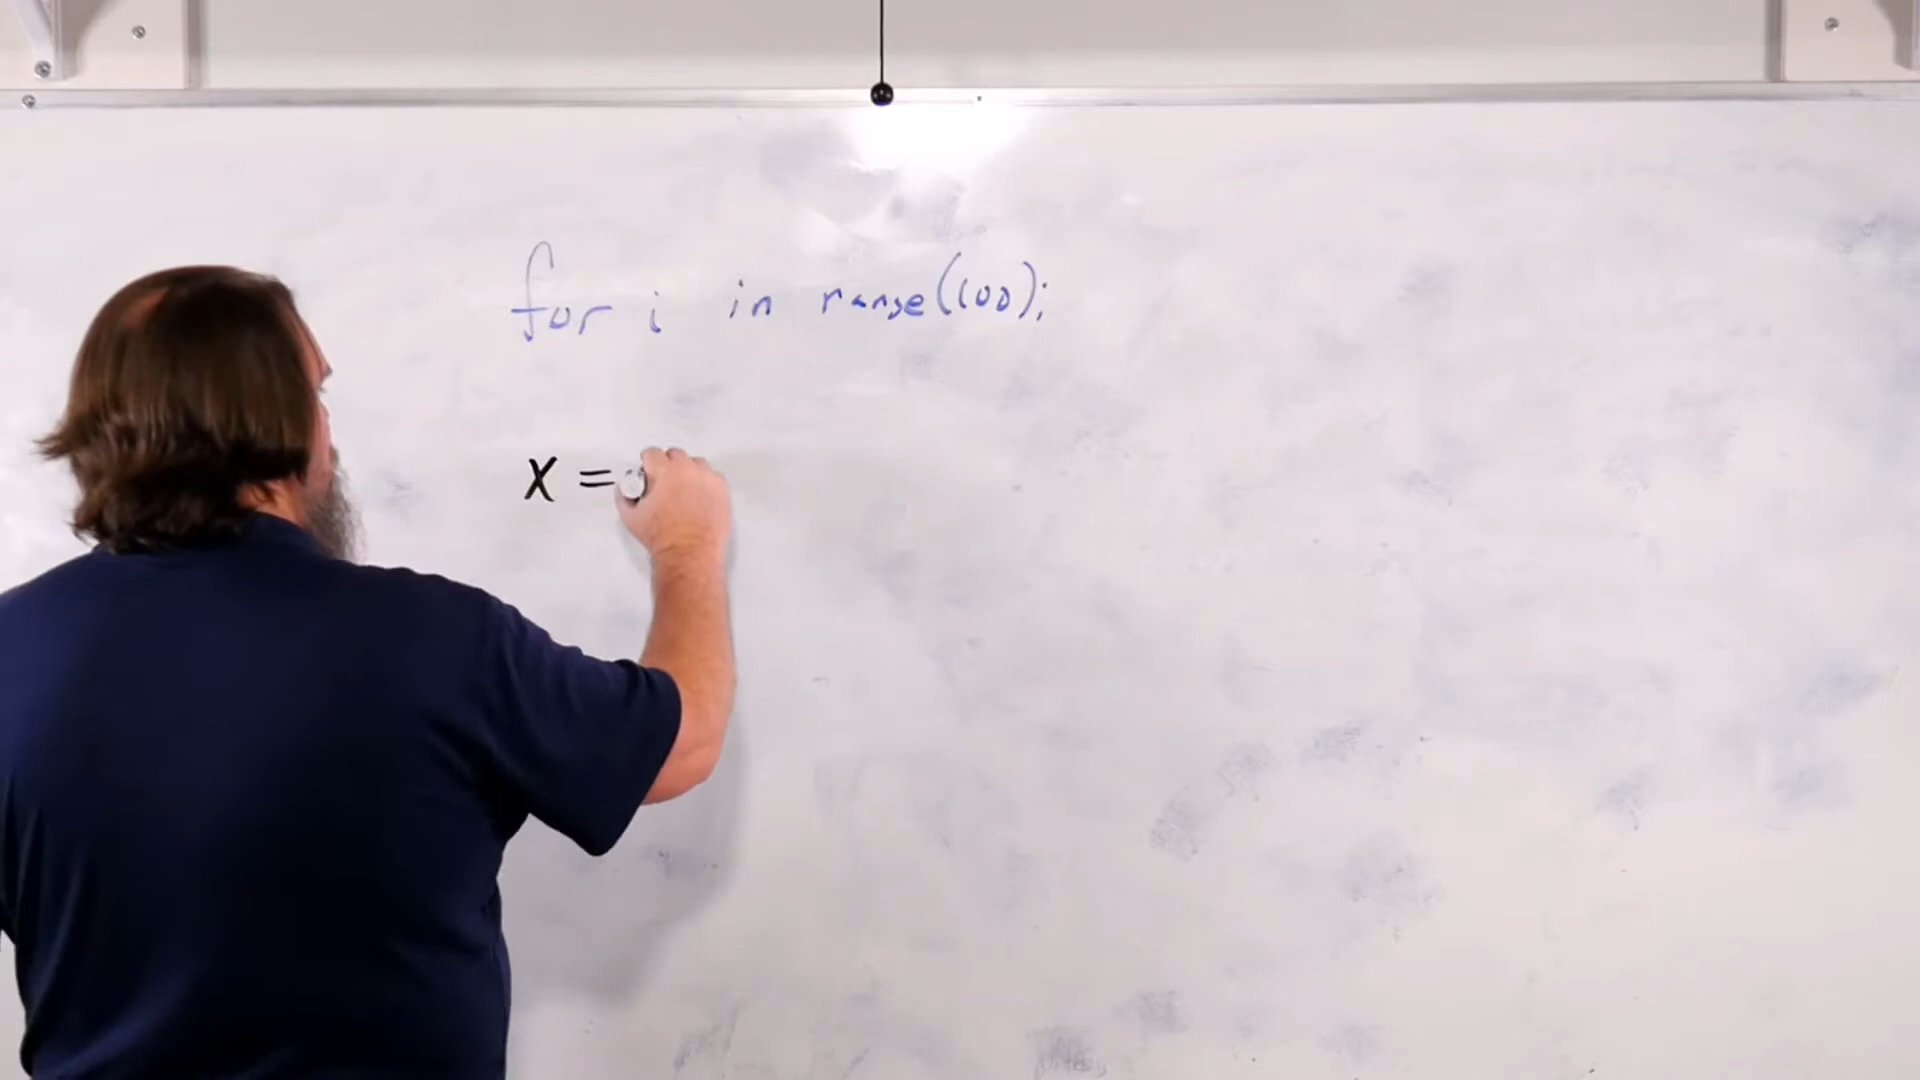 for i in range(100):
x =